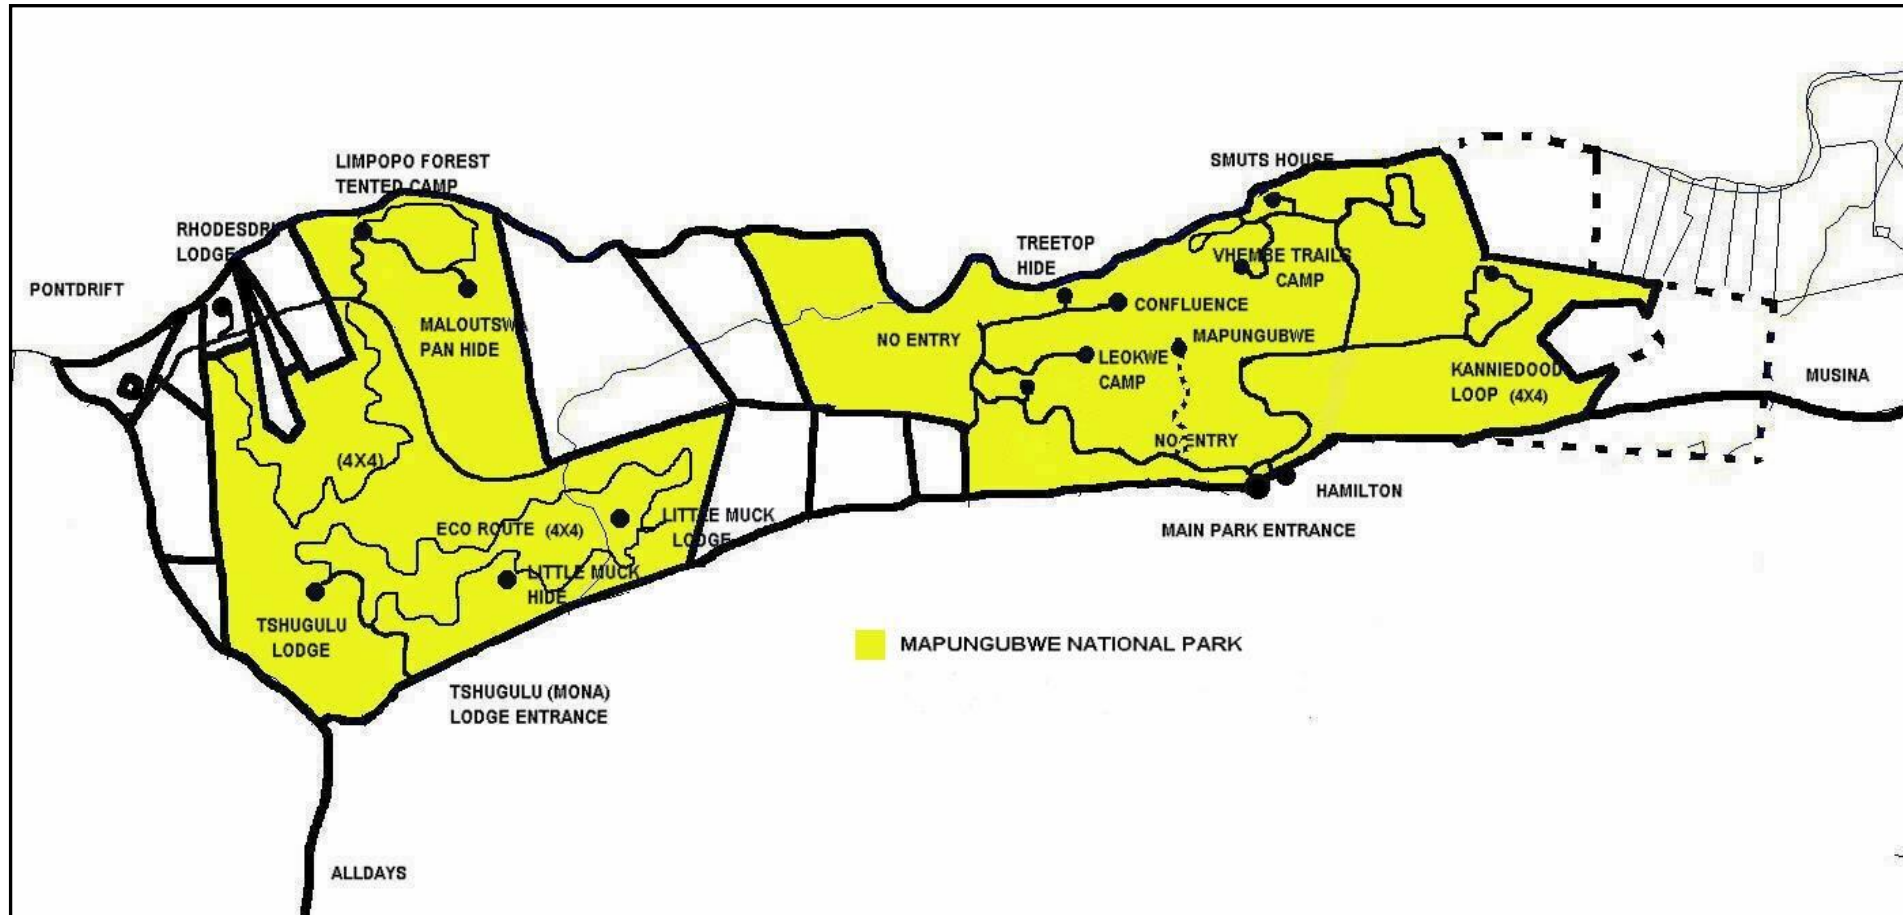 LIMPOPO FOREST
TENTED CAMP
SMUTS HOUSE
RHODESDRI
LODGE
TREETOP
HIDE
VHEMBE TRAILS
CAMP
PONTDRIFT
CONFLUENCE
MALOUTSWA
PAN HIDE
NO ENTRY
MAPUNGUBWE
LEOKWE
CAMP
KANNIEDOOD
LOOP (4X4)
MUSINA
(4X4)
NO ENTRY
HAMILTON
MAIN PARK ENTRANCE
ECO ROUTE (4X4)
LITTLE MUCK
LODGE
LITTLE MUCK
HIDE
TSHUGULU
LODGE
MAPUNGUBWE NATIONAL PARK
TSHUGULU (MONA)
LODGE ENTRANCE
ALLDAYS